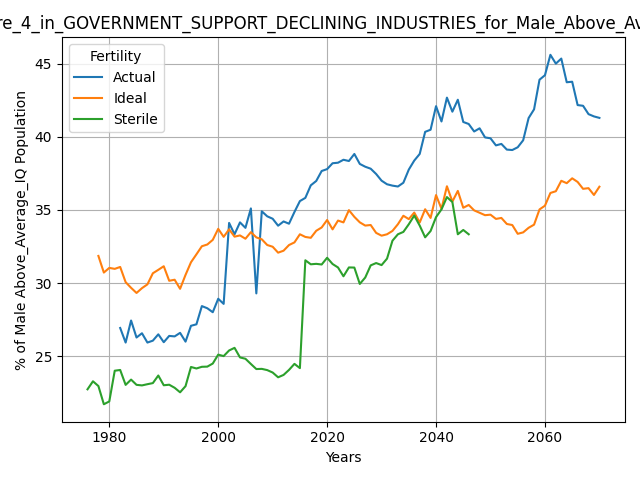 re_4_in_GOVERNMENT_SUPPORT_DECLINING_INDUSTRIES_for_Male_Above_Av
Fertility
Actual
Ideal
Sterile
% of Male Above_Average_IQ Population
45
40
35
30
25
1980
2000
2020
2040
2060
Years